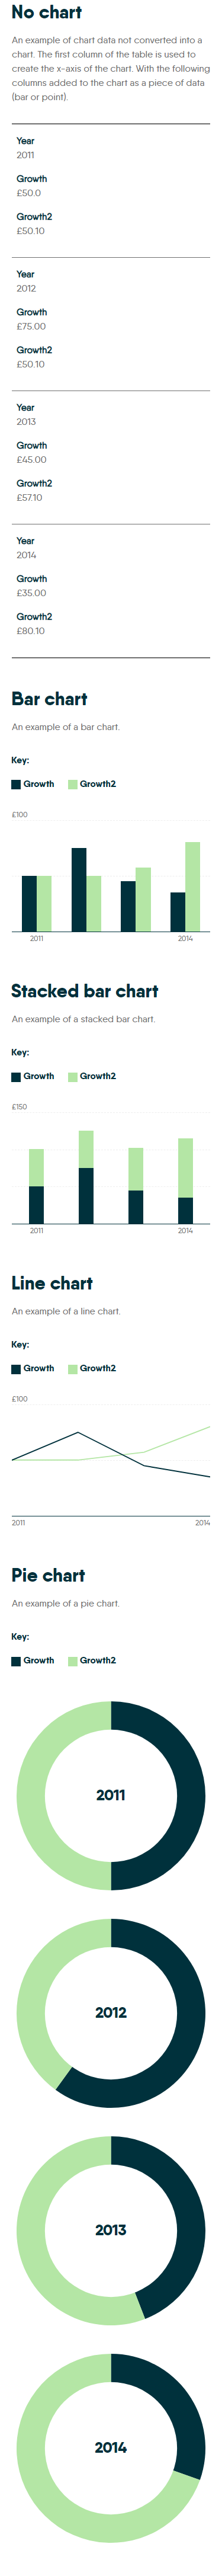 No chart
An example of chart data not converted into a
chart. The first column of the table is used to
create the x-axis of the chart. With the following
columns added to the chart as a piece of data
(bar or point).
Year
2011
Growth
£50.0
Growth2
£50.10
Year
2012
Growth
£75.00
Growth2
£50.10
Year
2013
Growth
£45.00
Growth2
£57.10
Year
2014
Growth
£35.00
Growth2
£80.10
Bar chart
An example of a bar chart.
Key:
Growth Growth2
£100
2011 2014
Stacked bar chart
An example of a stacked bar chart.
Key:
Growth Growth2
£150
2011 2014
Line chart
An example of a line chart.
Key:
Growth Growth2
£100
2011 2014
Pie chart
An example of a pie chart.
Key:
Growth Growth2
2011
2012
2013
2014